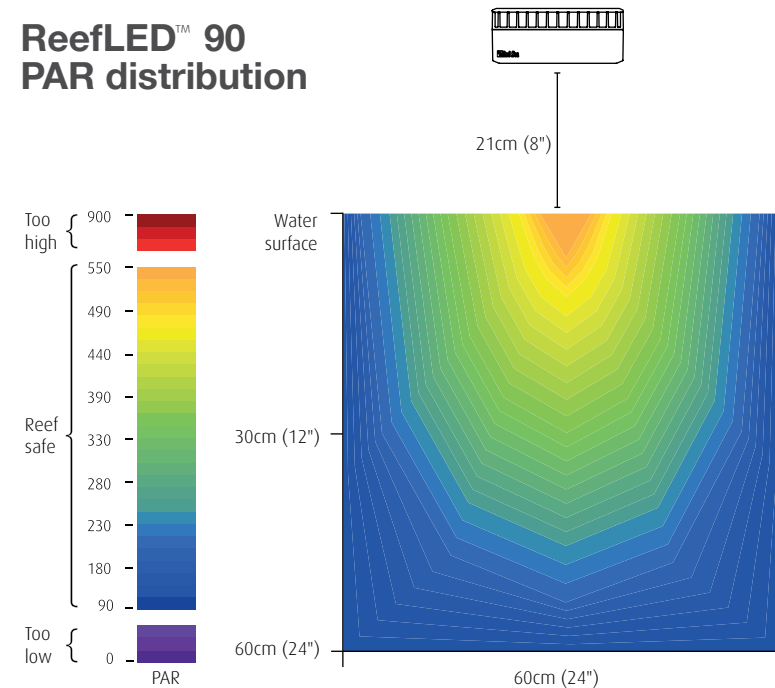 ReefLED™ 90
PAR distribution
21cm (8")
Water
surface
Too
high
900
550
490
440
390
Reef
safe
330
280
230
180
90
Too
low
0
PAR
30cm (12")
60cm (24")
60cm (24")